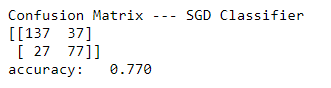 Confusion Matrix --- SGD Classifier
[[137  37]
 [ 27  77]]
accuracy:   0.770